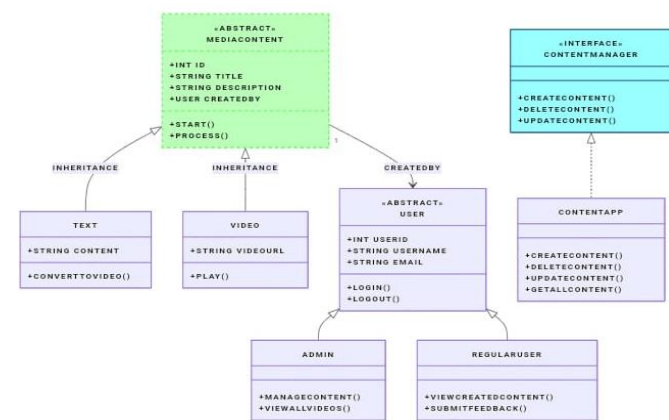 «ABSTRACT»
MEDIACONTENT
+INT ID
+STRING TITLE
+STRING DESCRIPTION
+USER CREATEDBY
+START()
+PROCESS()
«INTERFACE»
CONTENTMANAGER
+CREATECONTENT()
+DELETECONTENT()
+UPDATECONTENT()
1
INHERITANCE
INHERITANCE
CREATEDBY
TEXT
+STRING CONTENT
+CONVERTTOVIDEO()
VIDEO
+STRING VIDEOURL
+PLAY()
«ABSTRACT»
USER
+INT USERID
+STRING USERNAME
+STRING EMAIL
+LOGIN()
+LOGOUT()
CONTENTAPP
+CREATECONTENT()
+DELETECONTENT()
+UPDATECONTENT()
+GETALLCONTENT()
ADMIN
+MANAGECONTENT()
+VIEWALLVIDEOS()
REGULARUSER
+VIEWCREATEDCONTENT()
+SUBMITFEEDBACK()